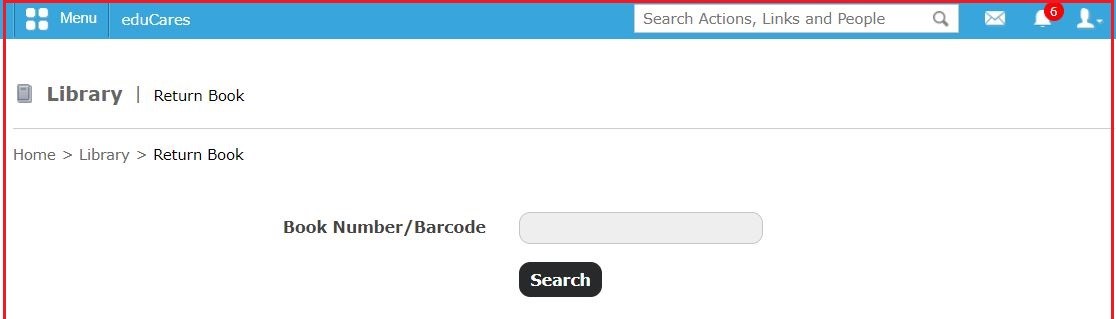 Menu eduCares Search Actions, Links and People 6
Library | Return Book
Home > Library > Return Book
Book Number/Barcode
Search